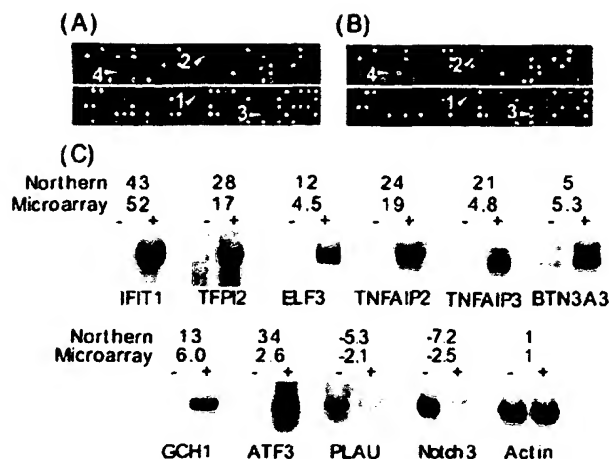 (A) (B)
2 2
4 4
1 1
3 3
(C)
Northern 43 28 12 24 21 5
Microarray 52 17 4.5 19 4.8 5.3
- + - + - + - + - + - +
IFIT1 TFPI2 ELF3 TNFAIP2 TNFAIP3 BTN3A3
Northern 13 34 -5.3 -7.2 1
Microarray 6.0 2.6 -2.1 -2.5 1
- + - + - + - + - +
GCH1 ATF3 PLAU Notch3 Actin